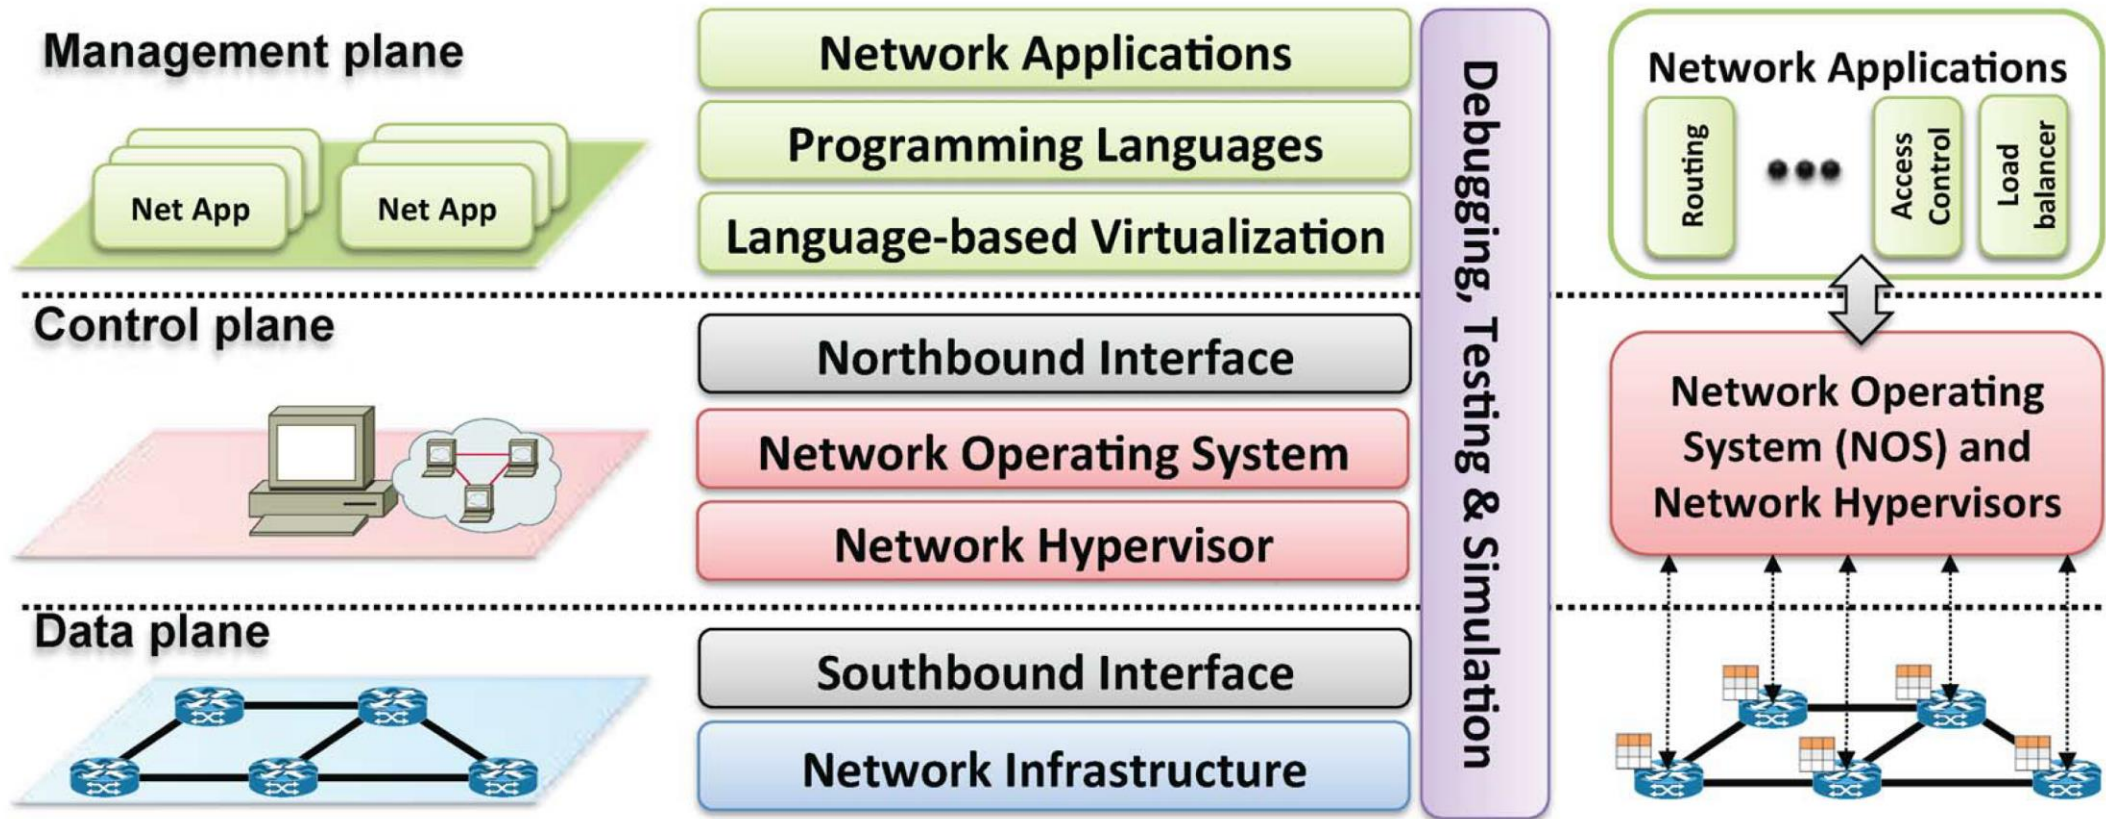 Management plane
Net App
Net App
Control plane
Data plane
Network Applications
Programming Languages
Language-based Virtualization
Northbound Interface
Network Operating System
Network Hypervisor
Southbound Interface
Network Infrastructure
Debugging, Testing & Simulation
Network Applications
Routing
Access
Control
Load
balancer
Network Operating
System (NOS) and
Network Hypervisors